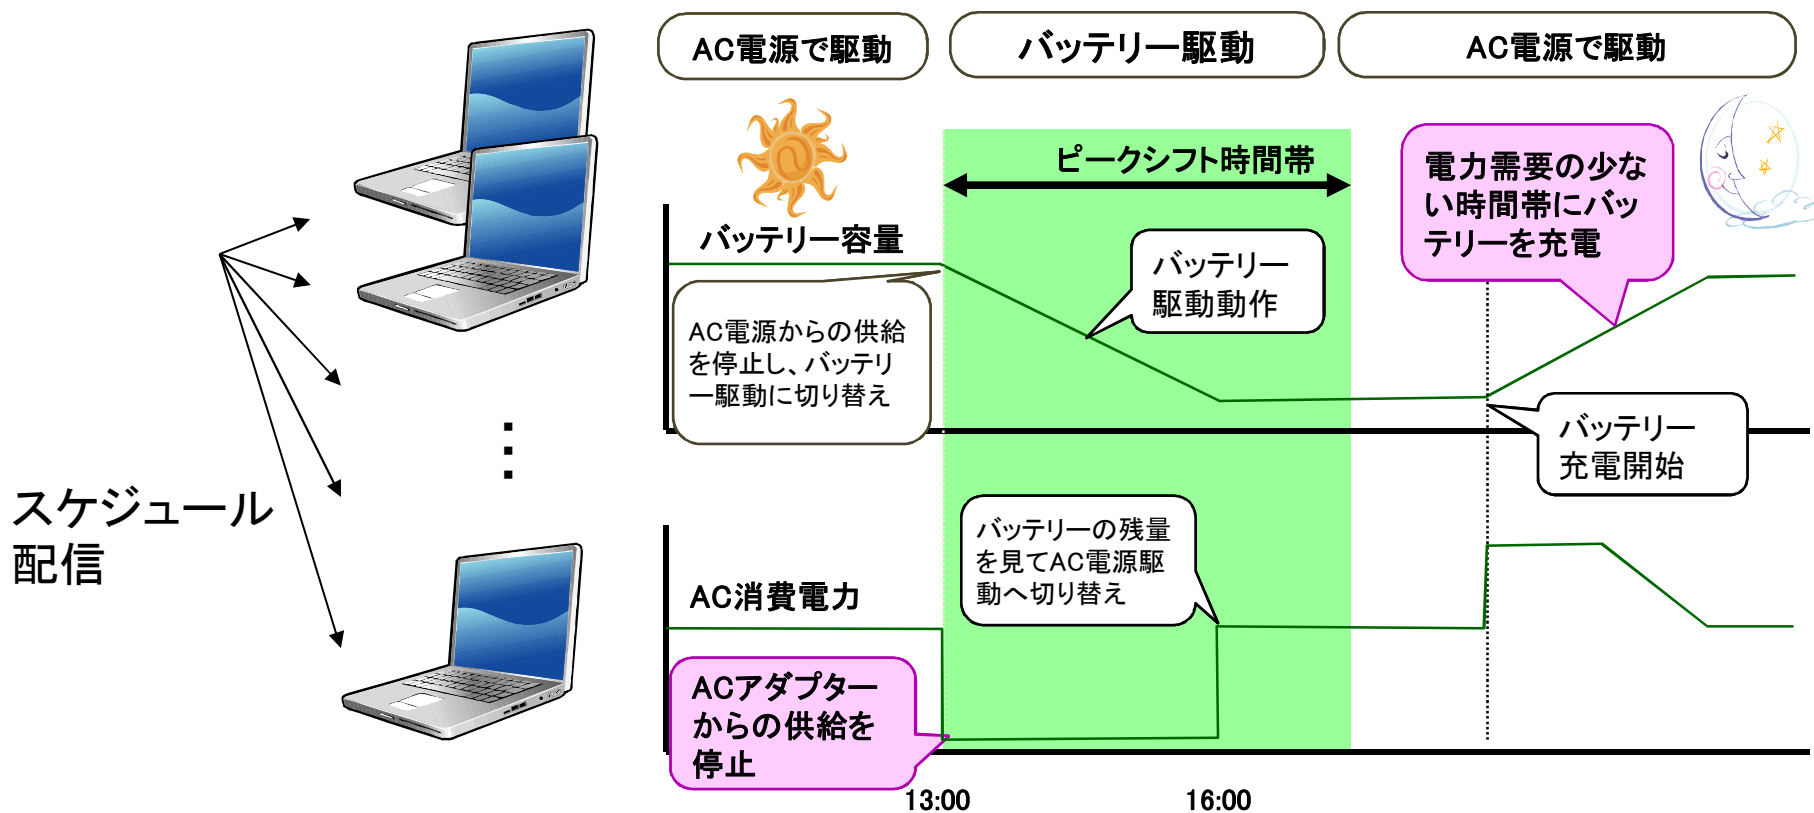 AC電源で駆動
バッテリー駆動
AC電源で駆動
ピークシフト時間帯
電力需要の少な
い時間帯にバッ
テリーを充電
バッテリー容量
バッテリー
駆動動作
AC電源からの供給
を停止し、バッテリ
ー駆動に切り替え
バッテリー
充電開始
スケジュール
配信
バッテリーの残量
を見てAC電源駆
動へ切り替え
AC消費電力
ACアダプター
からの供給を
停止
13:00
16:00